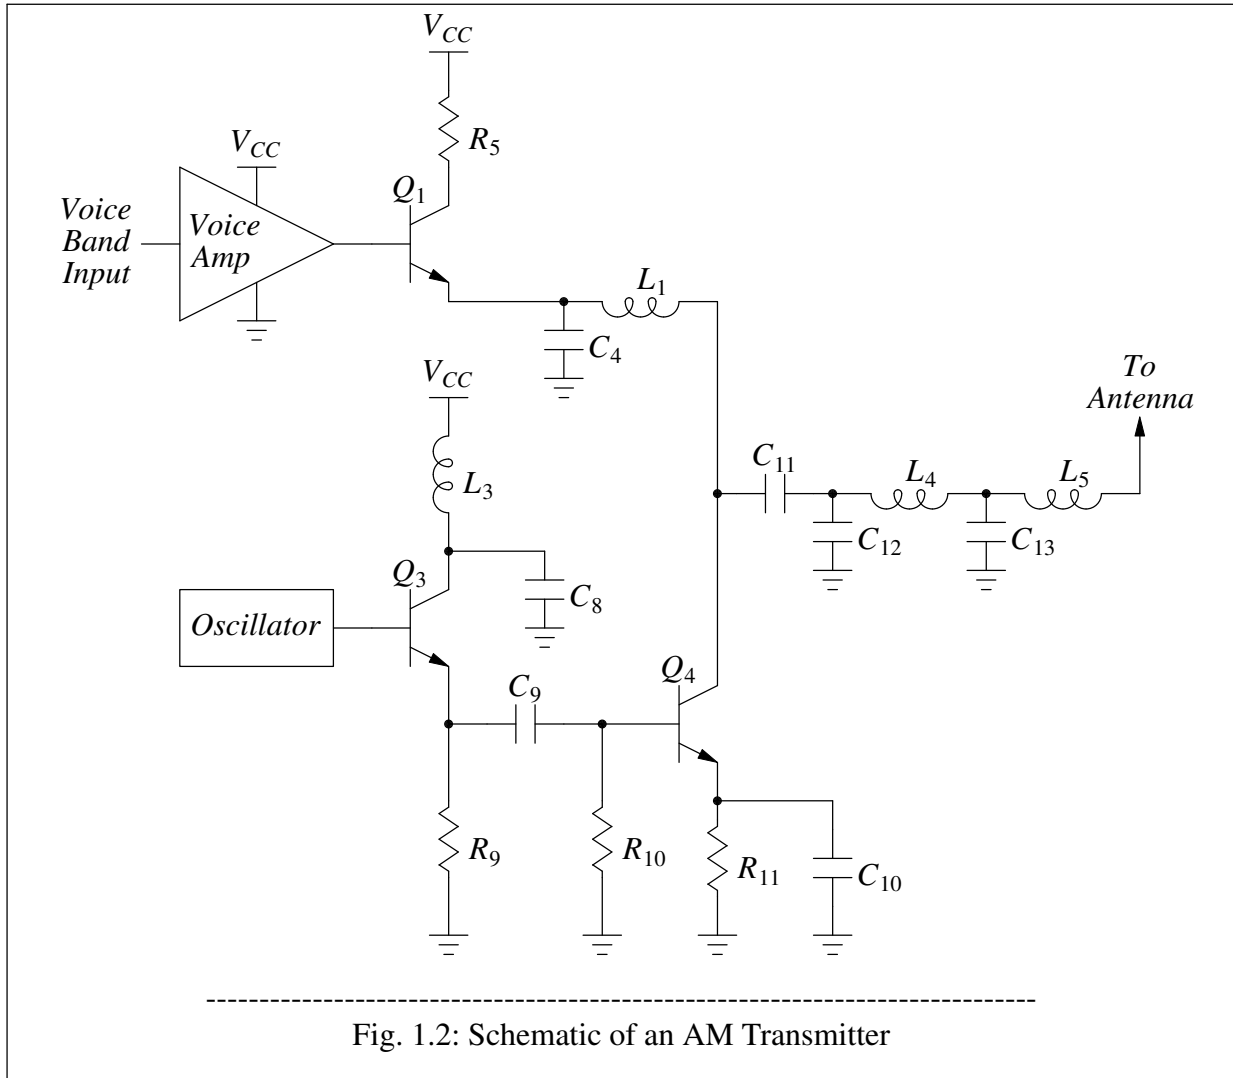 V_CC
R_5
V_CC
Q_1
Voice
Band
Input
Voice
Amp
L_1
C_4
V_CC
To
Antenna
L_3
C_11
L_4
L_5
C_12
C_13
Q_3
C_8
Oscillator
Q_4
C_9
R_9
R_10
R_11
C_10
Fig. 1.2: Schematic of an AM Transmitter